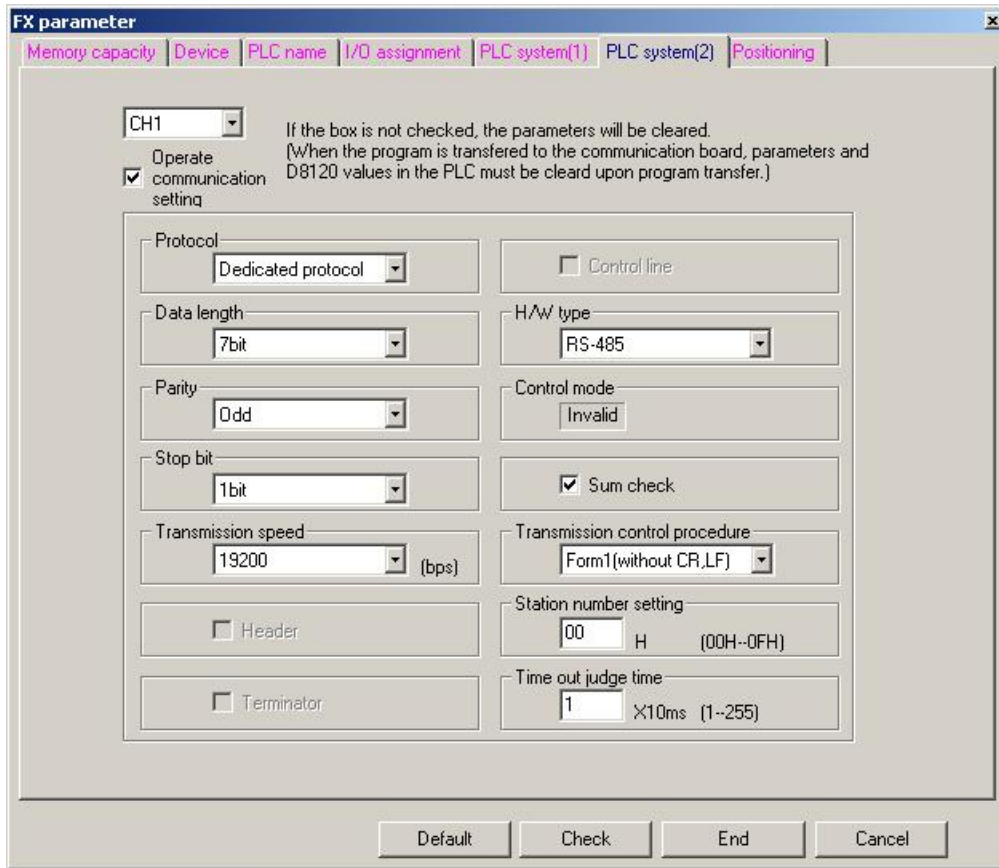 FX parameter
Memory capacity Device PLC name I/O assignment PLC system(1) PLC system(2) Positioning
CH1
If the box is not checked, the parameters will be cleared.
(When the program is transfered to the communication board, parameters and
D8120 values in the PLC must be cleard upon program transfer.)
Operate
communication
setting
Protocol
Dedicated protocol
Control line
Data length
7bit
H/W type
RS-485
Parity
Odd
Control mode
Invalid
Stop bit
1bit
Sum check
Transmission speed
19200 (bps)
Transmission control procedure
Form1(without CR,LF)
Header
Station number setting
00 H (00H--0FH)
Terminator
Time out judge time
1 X10ms (1--255)
Default Check End Cancel